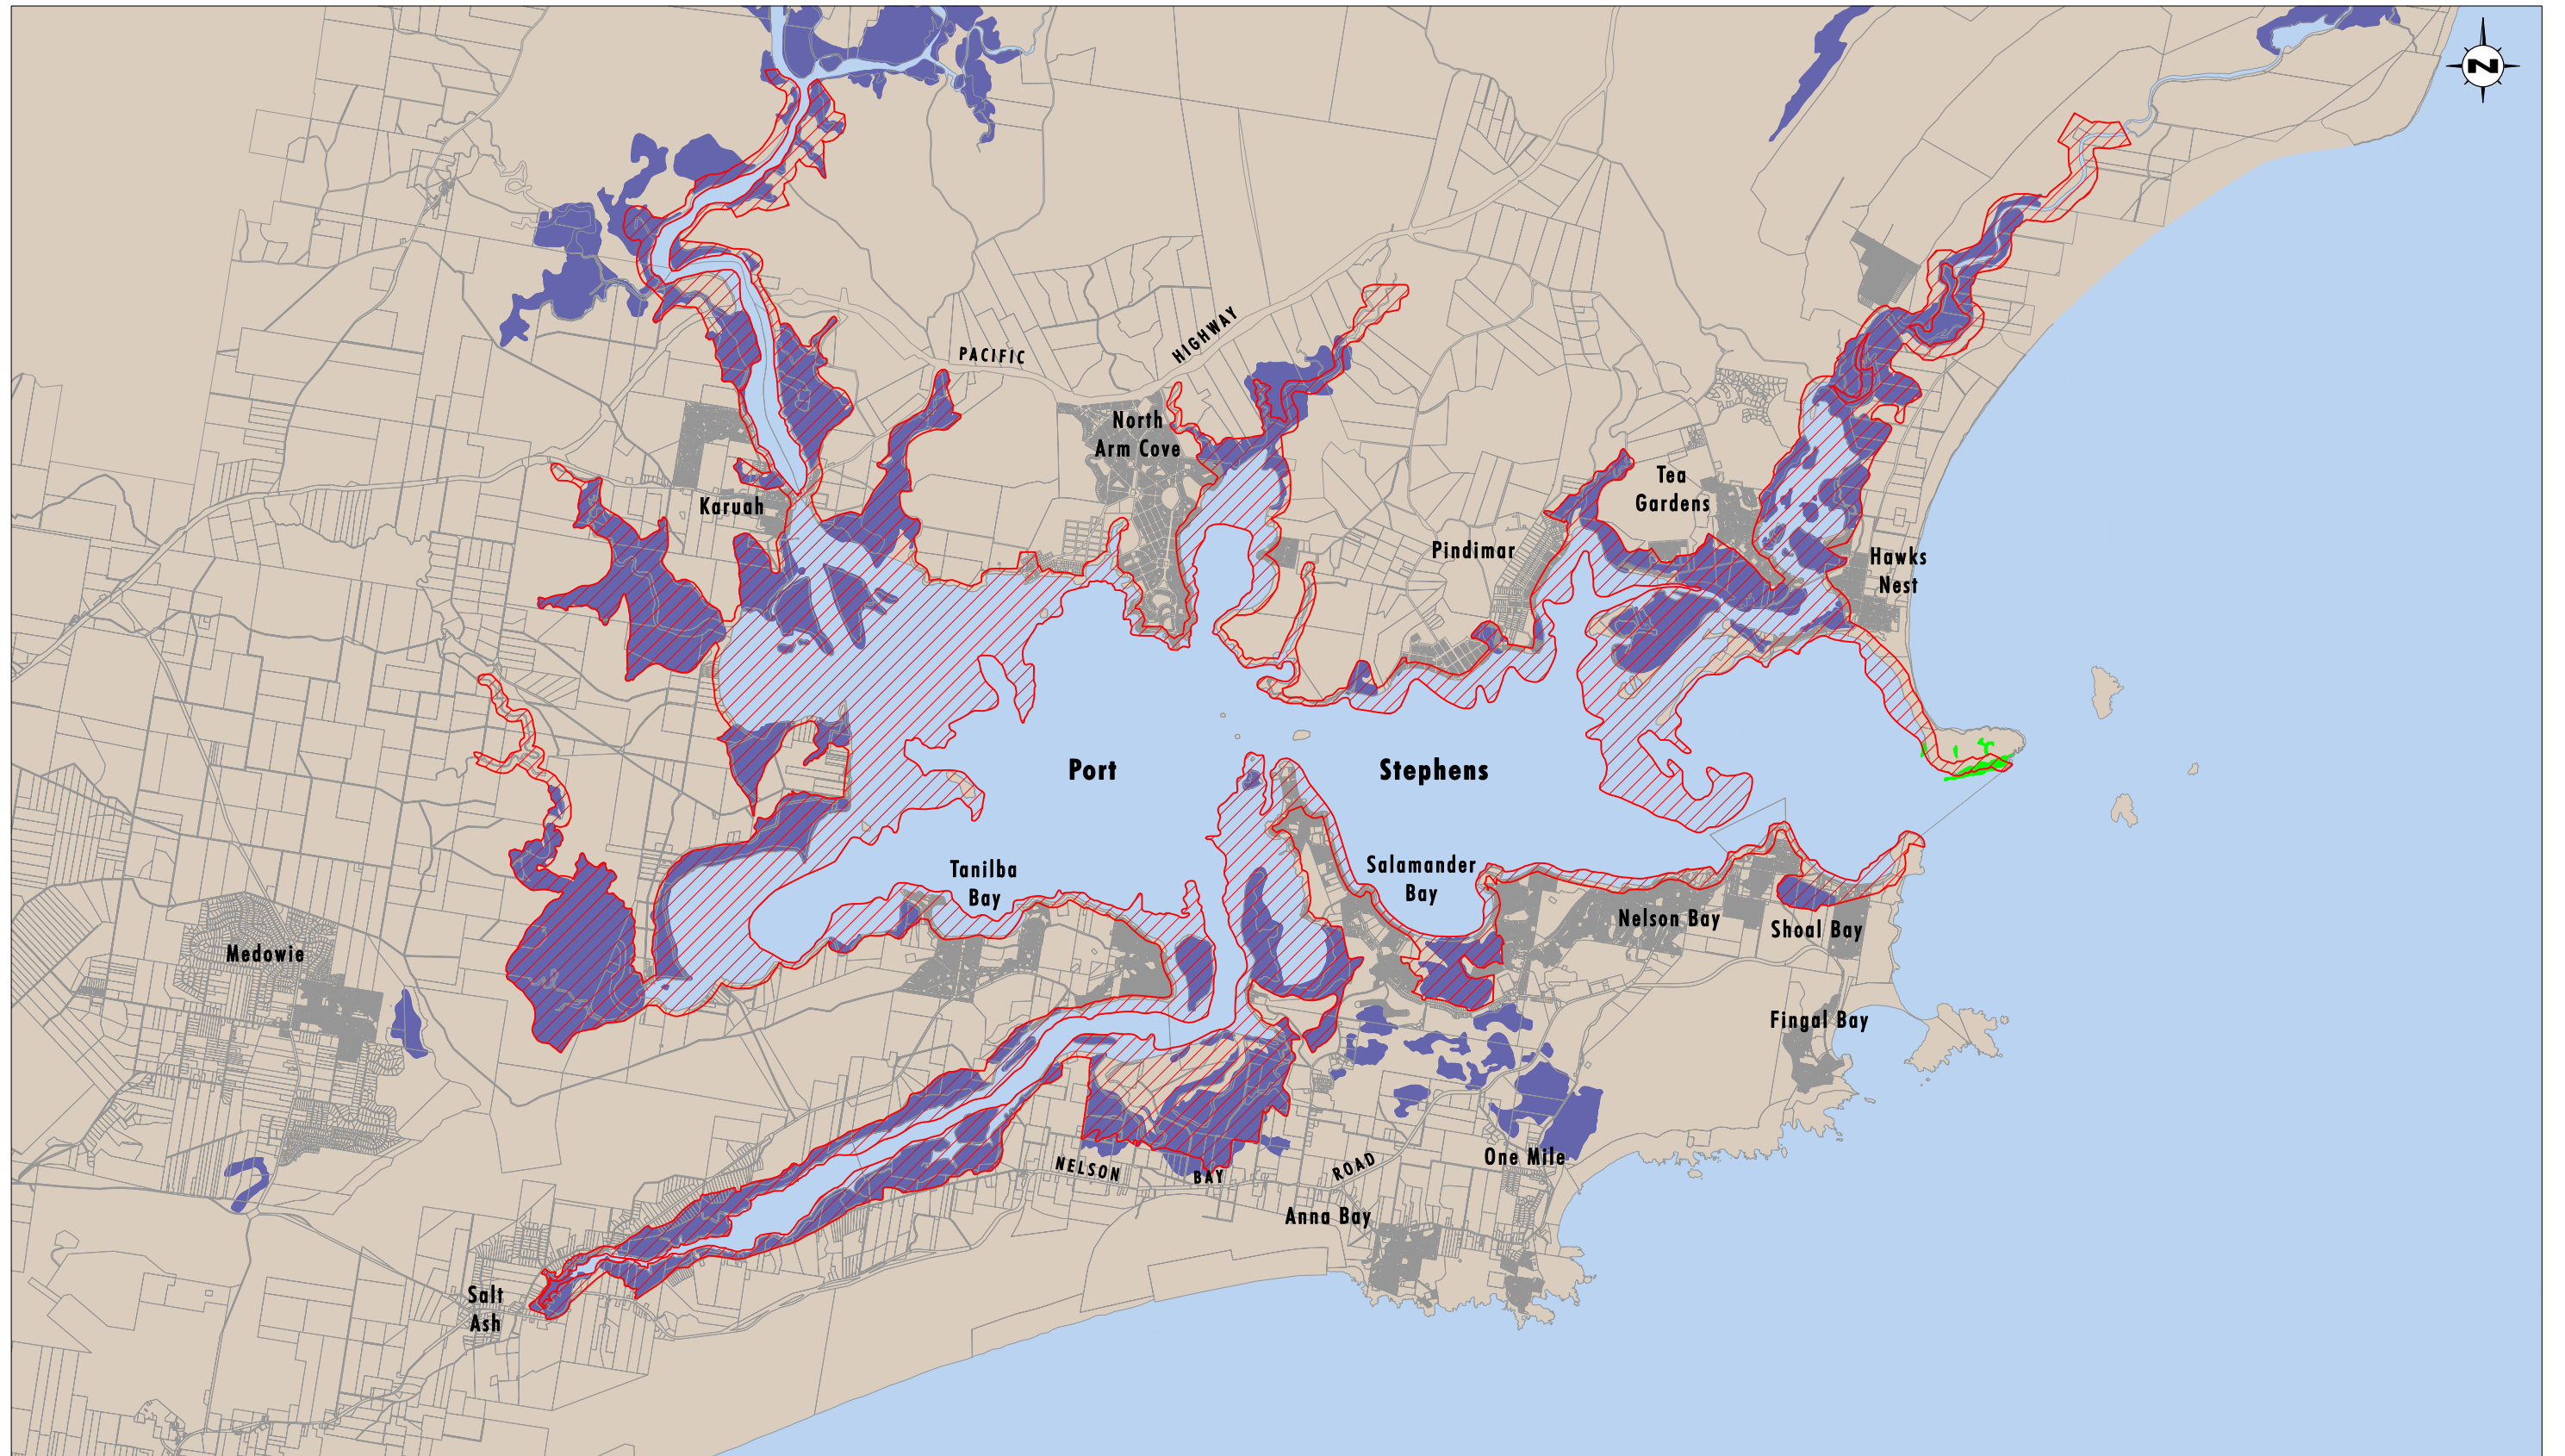 N
PACIFIC
HIGHWAY
North
Arm Cove
Karuah
Tea
Gardens
Pindimar
Hawks
Nest
Port
Stephens
Tanilba
Bay
Salamander
Bay
Nelson Bay
Shoal Bay
Medowie
Fingal Bay
NELSON
BAY
ROAD
One Mile
Anna Bay
Salt
Ash